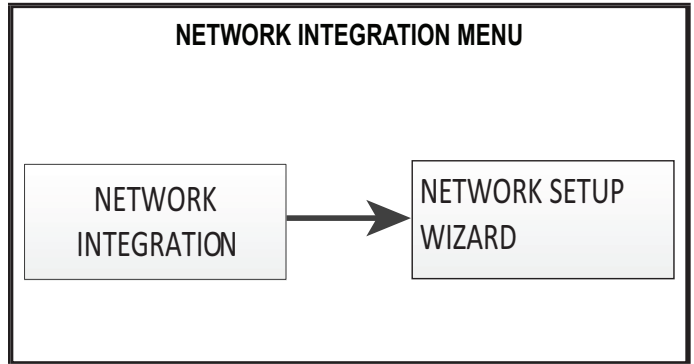 NETWORK INTEGRATION MENU
NETWORK
INTEGRATION
NETWORK SETUP
WIZARD